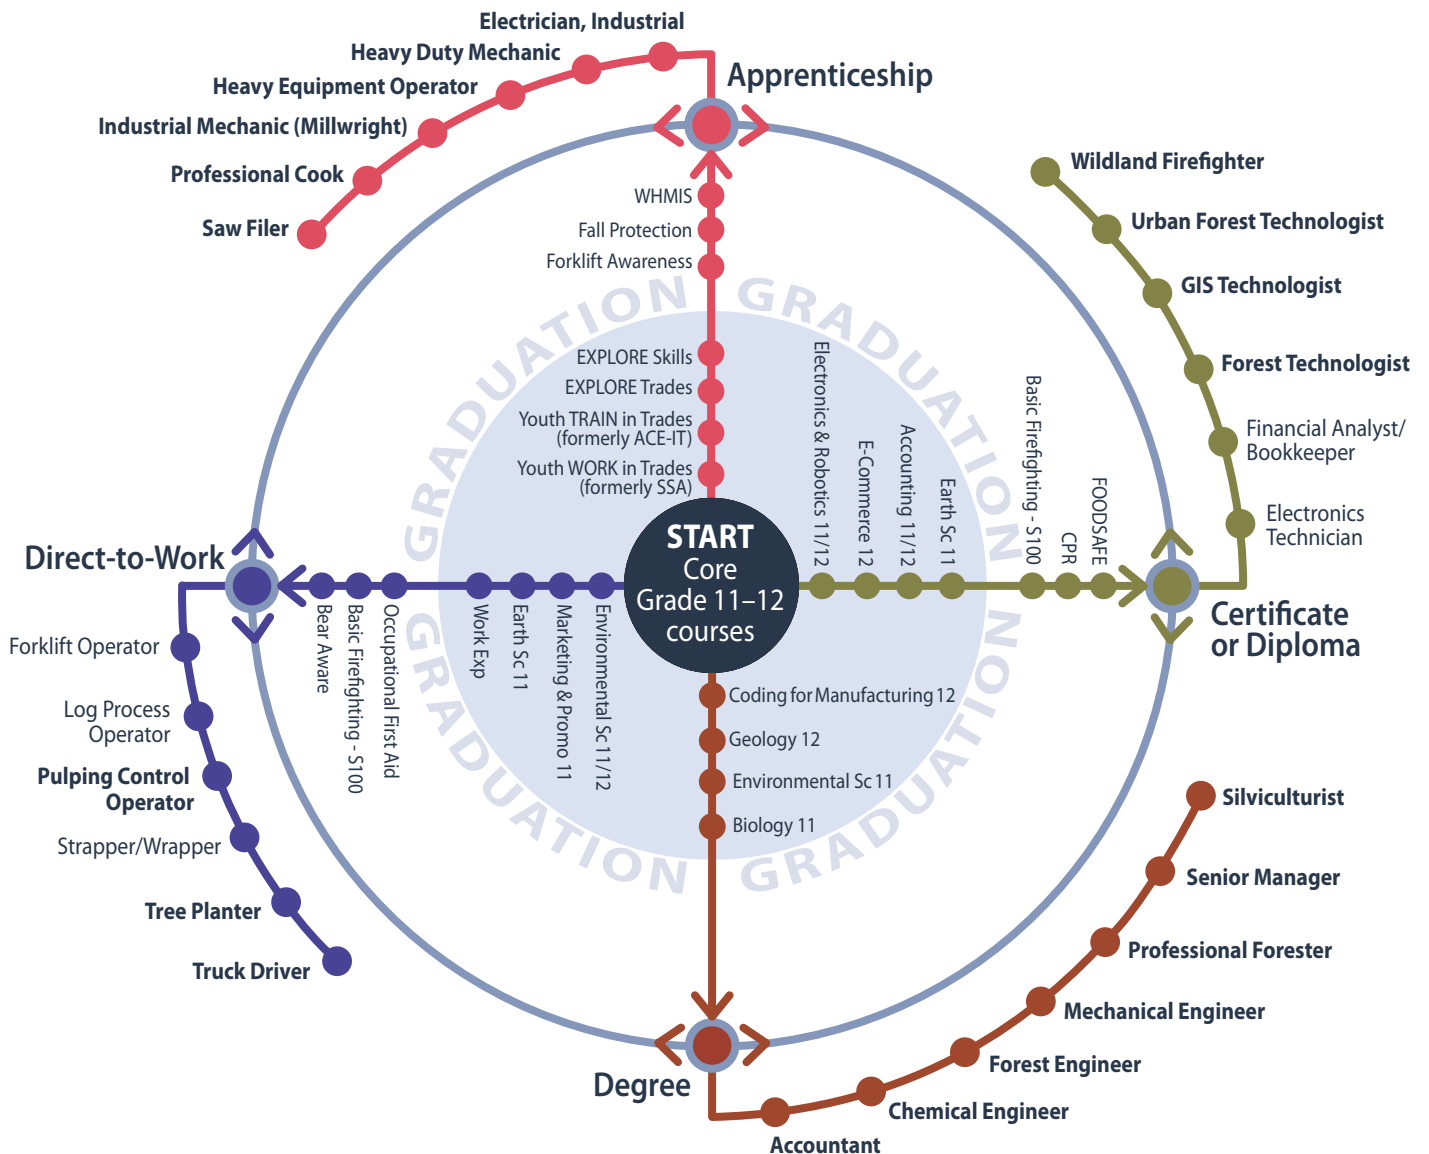 Electrician, Industrial
Heavy Duty Mechanic
Heavy Equipment Operator
Industrial Mechanic (Millwright)
Professional Cook
Saw Filer
Apprenticeship
WHMIS
Fall Protection
Forklift Awareness
EXPLORE Skills
EXPLORE Trades
Youth TRAIN in Trades
(formerly ACE-IT)
Youth WORK in Trades
(formerly SSA)
GRADUATION
GRADUATION
GRADUATION
GRADUATION
START
Core
Grade 11–12
courses
Electronics & Robotics 11/12
E-Commerce 12
Accounting 11/12
Earth Sc 11
Basic Firefighting - S100
CPR
FOODSAFE
Certificate
or Diploma
Wildland Firefighter
Urban Forest Technologist
GIS Technologist
Forest Technologist
Financial Analyst/
Bookkeeper
Electronics
Technician
Direct-to-Work
Bear Aware
Basic Firefighting - S100
Occupational First Aid
Work Exp
Earth Sc 11
Marketing & Promo 11
Environmental Sc 11/12
Forklift Operator
Log Process
Operator
Pulping Control
Operator
Strapper/Wrapper
Tree Planter
Truck Driver
Coding for Manufacturing 12
Geology 12
Environmental Sc 11
Biology 11
Degree
Silviculturist
Senior Manager
Professional Forester
Mechanical Engineer
Forest Engineer
Chemical Engineer
Accountant